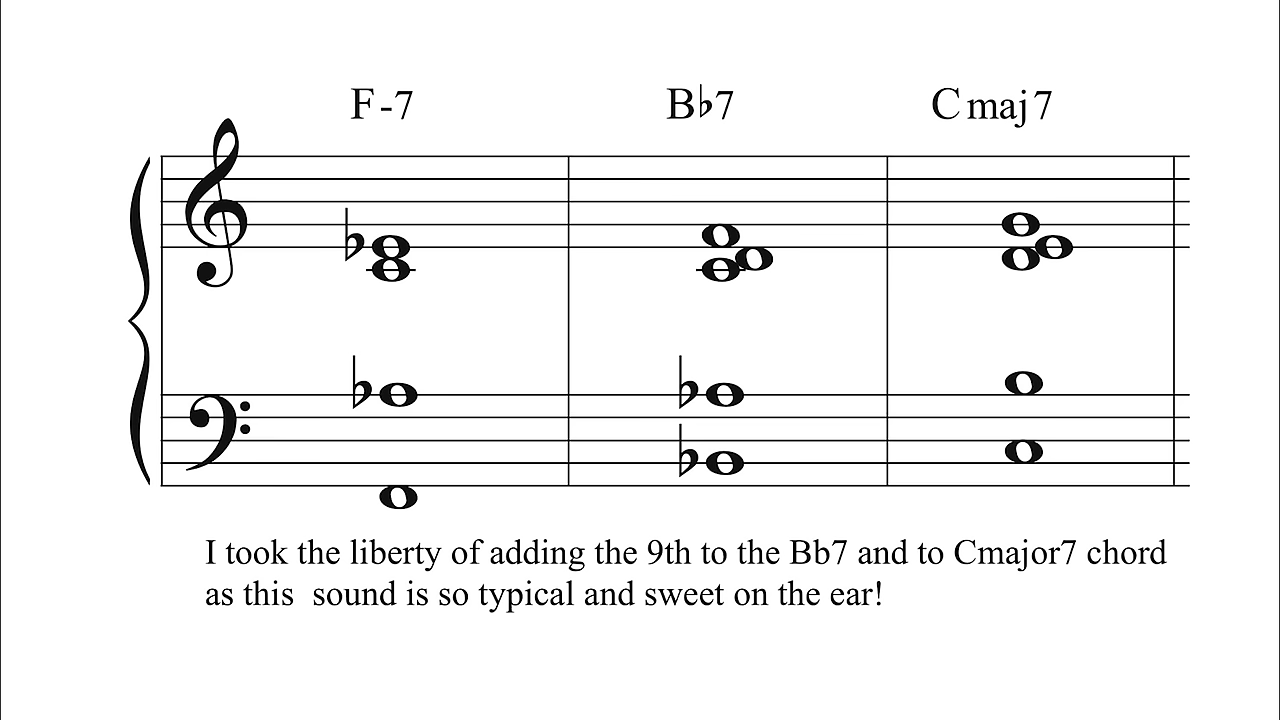 F-7 B♭7 C maj7
I took the liberty of adding the 9th to the Bb7 and to Cmajor7 chord
as this sound is so typical and sweet on the ear!